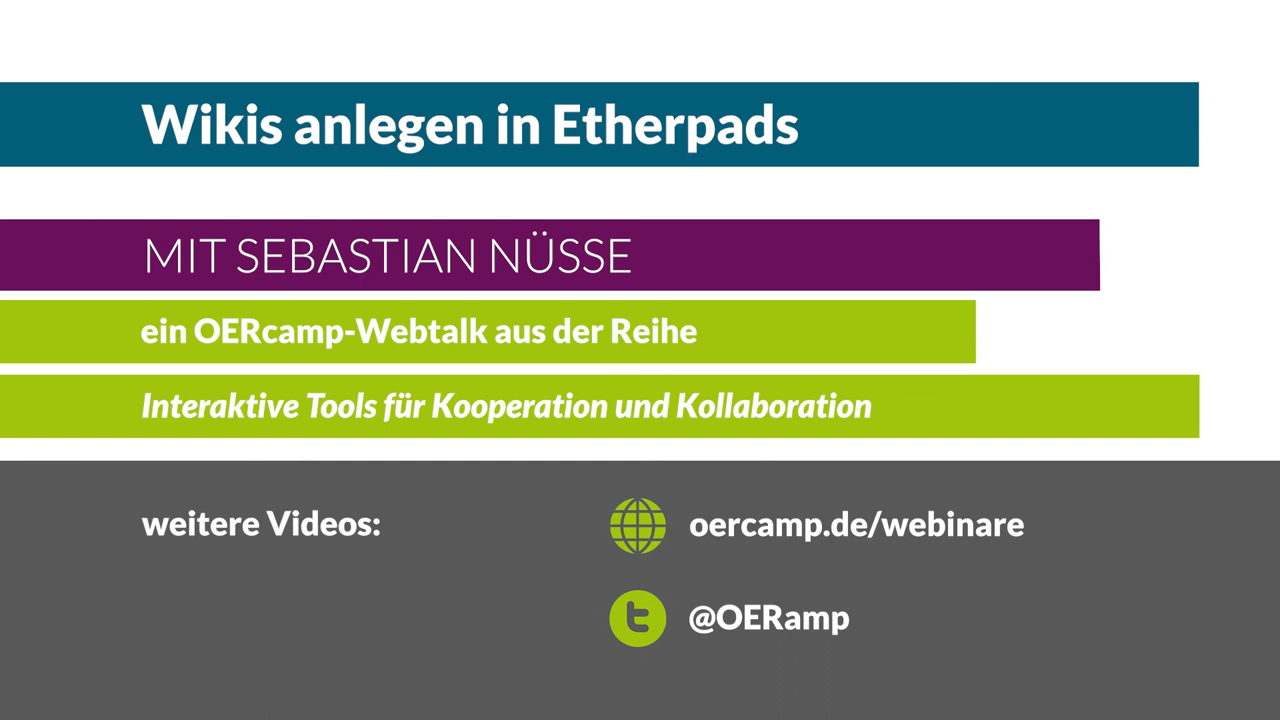 Wikis anlegen in Etherpads
MIT SEBASTIAN NÜSSE
ein OERcamp-Webtalk aus der Reihe
Interaktive Tools für Kooperation und Kollaboration
weitere Videos:
oercamp.de/webinare
@OERamp